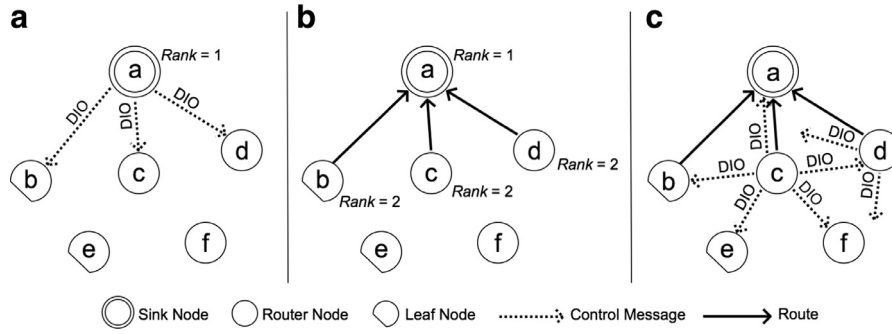 a
b
c
a
Rank = 1
DIO
DIO
DIO
b
c
d
e
f
a
Rank = 1
b
c
d
Rank = 2
Rank = 2
Rank = 2
e
f
a
DIO
DIO
DIO
DIO
b
c
d
DIO
DIO
DIO
e
f
Sink Node
Router Node
Leaf Node
Control Message
Route